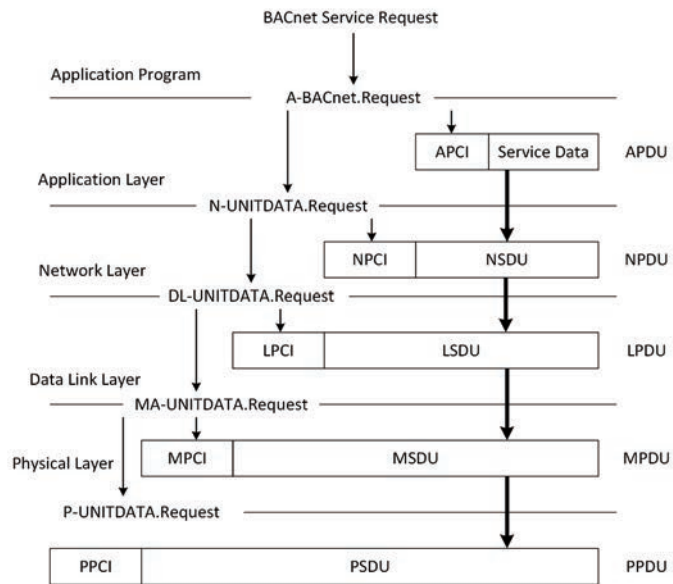 BACnet Service Request
Application Program
A-BACnet.Request
APCI Service Data APDU
Application Layer
N-UNITDATA.Request
NPCI NSDU NPDU
Network Layer
DL-UNITDATA.Request
LPCI LSDU LPDU
Data Link Layer
MA-UNITDATA.Request
MPCI MSDU MPDU
Physical Layer
P-UNITDATA.Request
PPCI PSDU PPDU